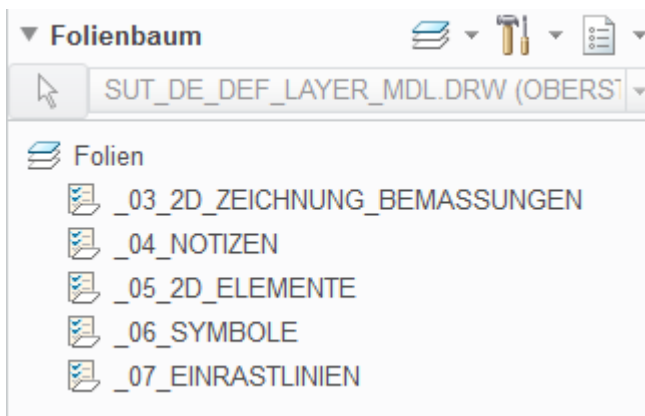 Folienbaum
SUT_DE_DEF_LAYER_MDL.DRW (OBERST
Folien
_03_2D_ZEICHNUNG_BEMASSUNGEN
_04_NOTIZEN
_05_2D_ELEMENTE
_06_SYMBOLE
_07_EINRASTLINIEN